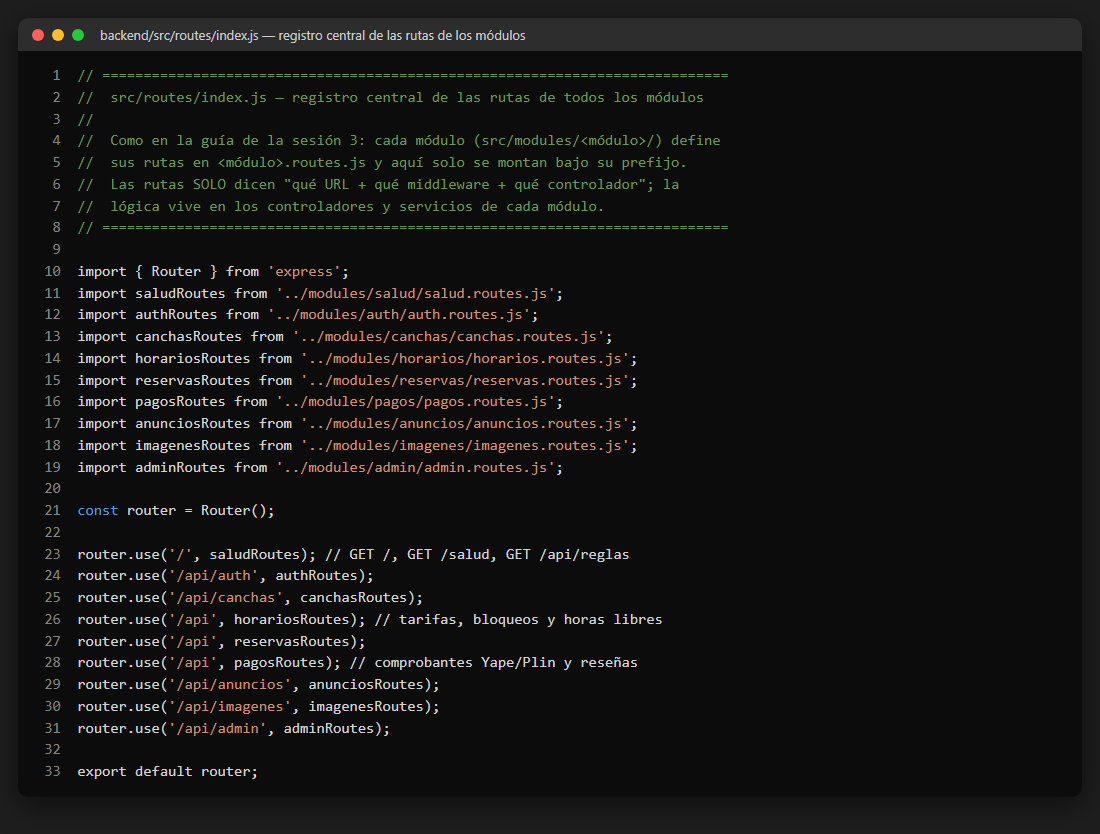 backend/src/routes/index.js — registro central de las rutas de los módulos
1 // ============================================================================
2 //  src/routes/index.js — registro central de las rutas de todos los módulos
3 //
4 //  Como en la guía de la sesión 3: cada módulo (src/modules/<módulo>/) define
5 //  sus rutas en <módulo>.routes.js y aquí solo se montan bajo su prefijo.
6 //  Las rutas SOLO dicen "qué URL + qué middleware + qué controlador"; la
7 //  lógica vive en los controladores y servicios de cada módulo.
8 // ============================================================================
9
10 import { Router } from 'express';
11 import saludRoutes from '../modules/salud/salud.routes.js';
12 import authRoutes from '../modules/auth/auth.routes.js';
13 import canchasRoutes from '../modules/canchas/canchas.routes.js';
14 import horariosRoutes from '../modules/horarios/horarios.routes.js';
15 import reservasRoutes from '../modules/reservas/reservas.routes.js';
16 import pagosRoutes from '../modules/pagos/pagos.routes.js';
17 import anunciosRoutes from '../modules/anuncios/anuncios.routes.js';
18 import imagenesRoutes from '../modules/imagenes/imagenes.routes.js';
19 import adminRoutes from '../modules/admin/admin.routes.js';
20
21 const router = Router();
22
23 router.use('/', saludRoutes); // GET /, GET /salud, GET /api/reglas
24 router.use('/api/auth', authRoutes);
25 router.use('/api/canchas', canchasRoutes);
26 router.use('/api', horariosRoutes); // tarifas, bloqueos y horas libres
27 router.use('/api', reservasRoutes);
28 router.use('/api', pagosRoutes); // comprobantes Yape/Plin y reseñas
29 router.use('/api/anuncios', anunciosRoutes);
30 router.use('/api/imagenes', imagenesRoutes);
31 router.use('/api/admin', adminRoutes);
32
33 export default router;